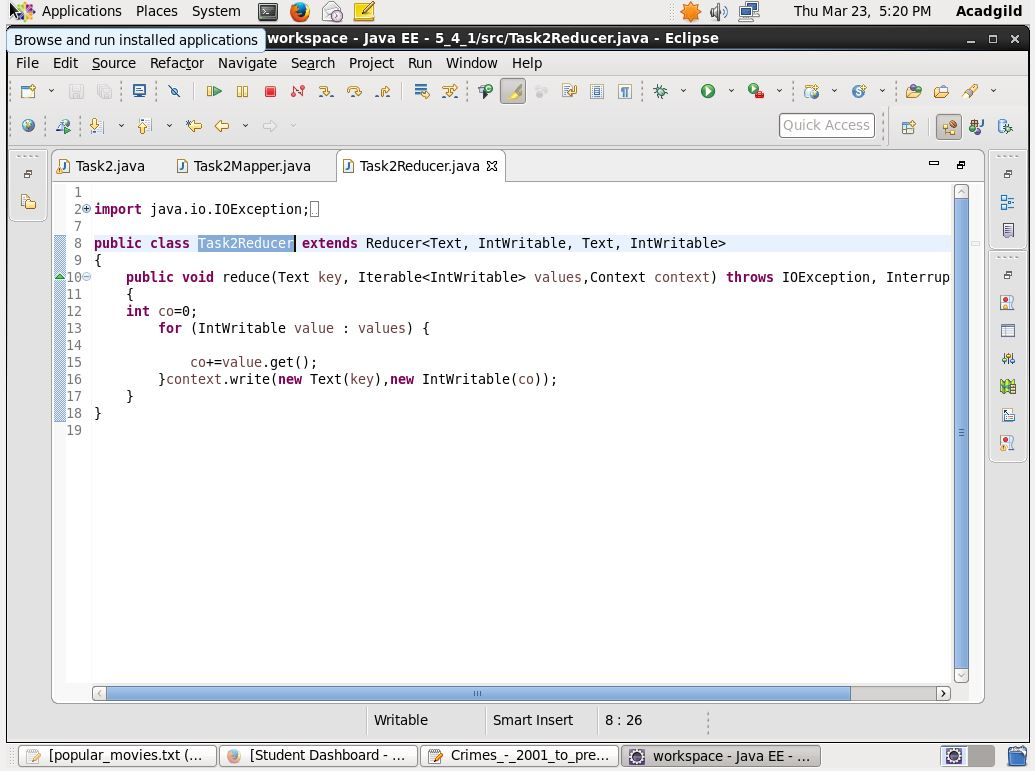 Applications Places System Thu Mar 23, 5:20 PM Acadgild
Browse and run installed applications workspace - Java EE - 5_4_1/src/Task2Reducer.java - Eclipse
File Edit Source Refactor Navigate Search Project Run Window Help
Quick Access
Task2.java Task2Mapper.java Task2Reducer.java
1
2 import java.io.IOException;
7
8 public class Task2Reducer extends Reducer<Text, IntWritable, Text, IntWritable>
9 {
10 public void reduce(Text key, Iterable<IntWritable> values,Context context) throws IOException, Interrup
11 {
12 int co=0;
13 for (IntWritable value : values) {
14
15 co+=value.get();
16 }context.write(new Text(key),new IntWritable(co));
17 }
18 }
19
Writable Smart Insert 8 : 26
[popular_movies.txt (... [Student Dashboard - ... Crimes_-_2001_to_pre... workspace - Java EE - ...